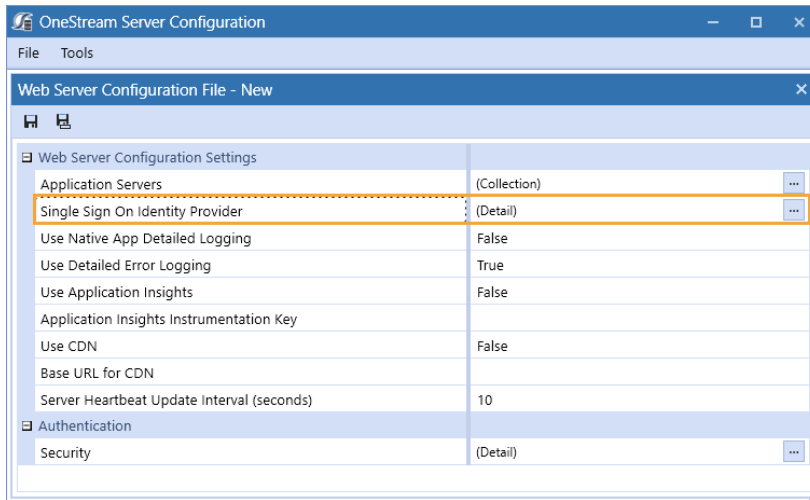 OneStream Server Configuration
File Tools
Web Server Configuration File - New
Web Server Configuration Settings
Application Servers (Collection) ...
Single Sign On Identity Provider (Detail) ...
Use Native App Detailed Logging False
Use Detailed Error Logging True
Use Application Insights False
Application Insights Instrumentation Key
Use CDN False
Base URL for CDN
Server Heartbeat Update Interval (seconds) 10
Authentication
Security (Detail) ...